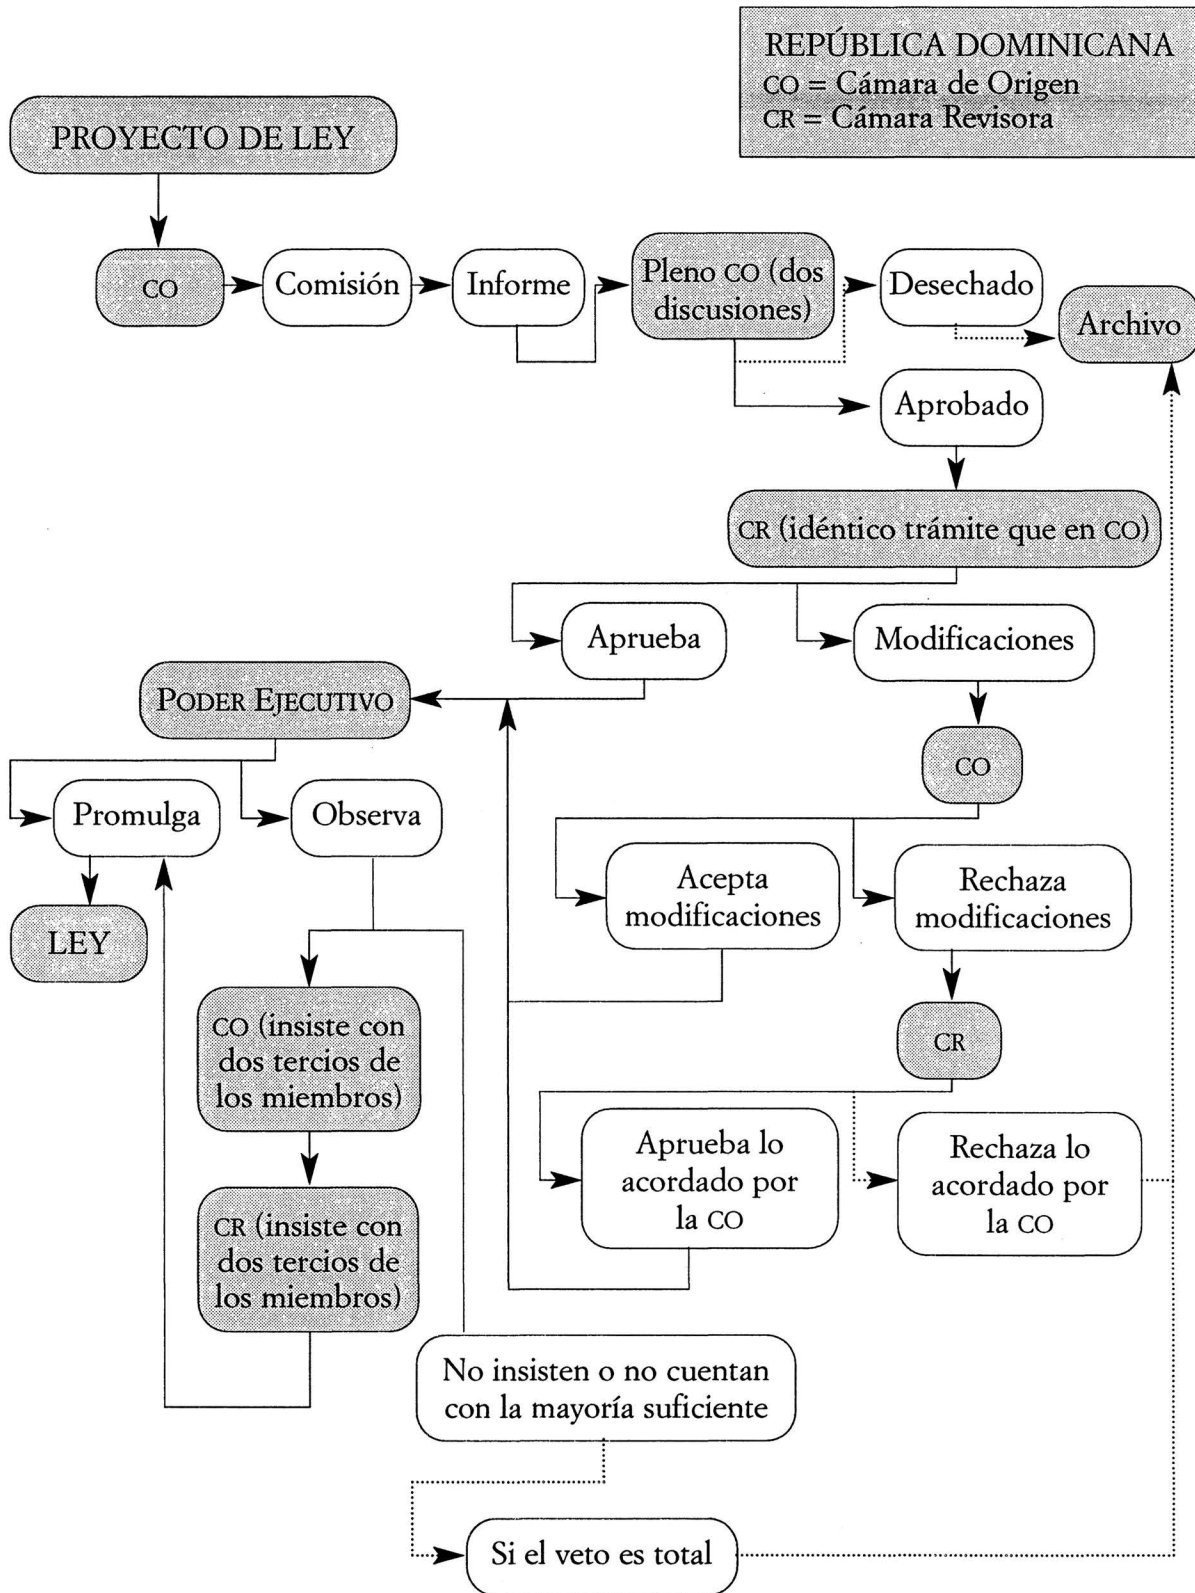 REPÚBLICA DOMINICANA
CO = Cámara de Origen
CR = Cámara Revisora
PROYECTO DE LEY
CO
Comisión
Informe
Pleno CO (dos
discusiones)
Desechado
Archivo
Aprobado
CR (idéntico trámite que en CO)
Aprueba
Modificaciones
PODER EJECUTIVO
CO
Promulga
Observa
Acepta
modificaciones
Rechaza
modificaciones
LEY
CO (insiste con
dos tercios de
los miembros)
CR
Aprueba lo
acordado por
la CO
Rechaza lo
acordado por
la CO
CR (insiste con
dos tercios de
los miembros)
No insisten o no cuentan
con la mayoría suficiente
Si el veto es total